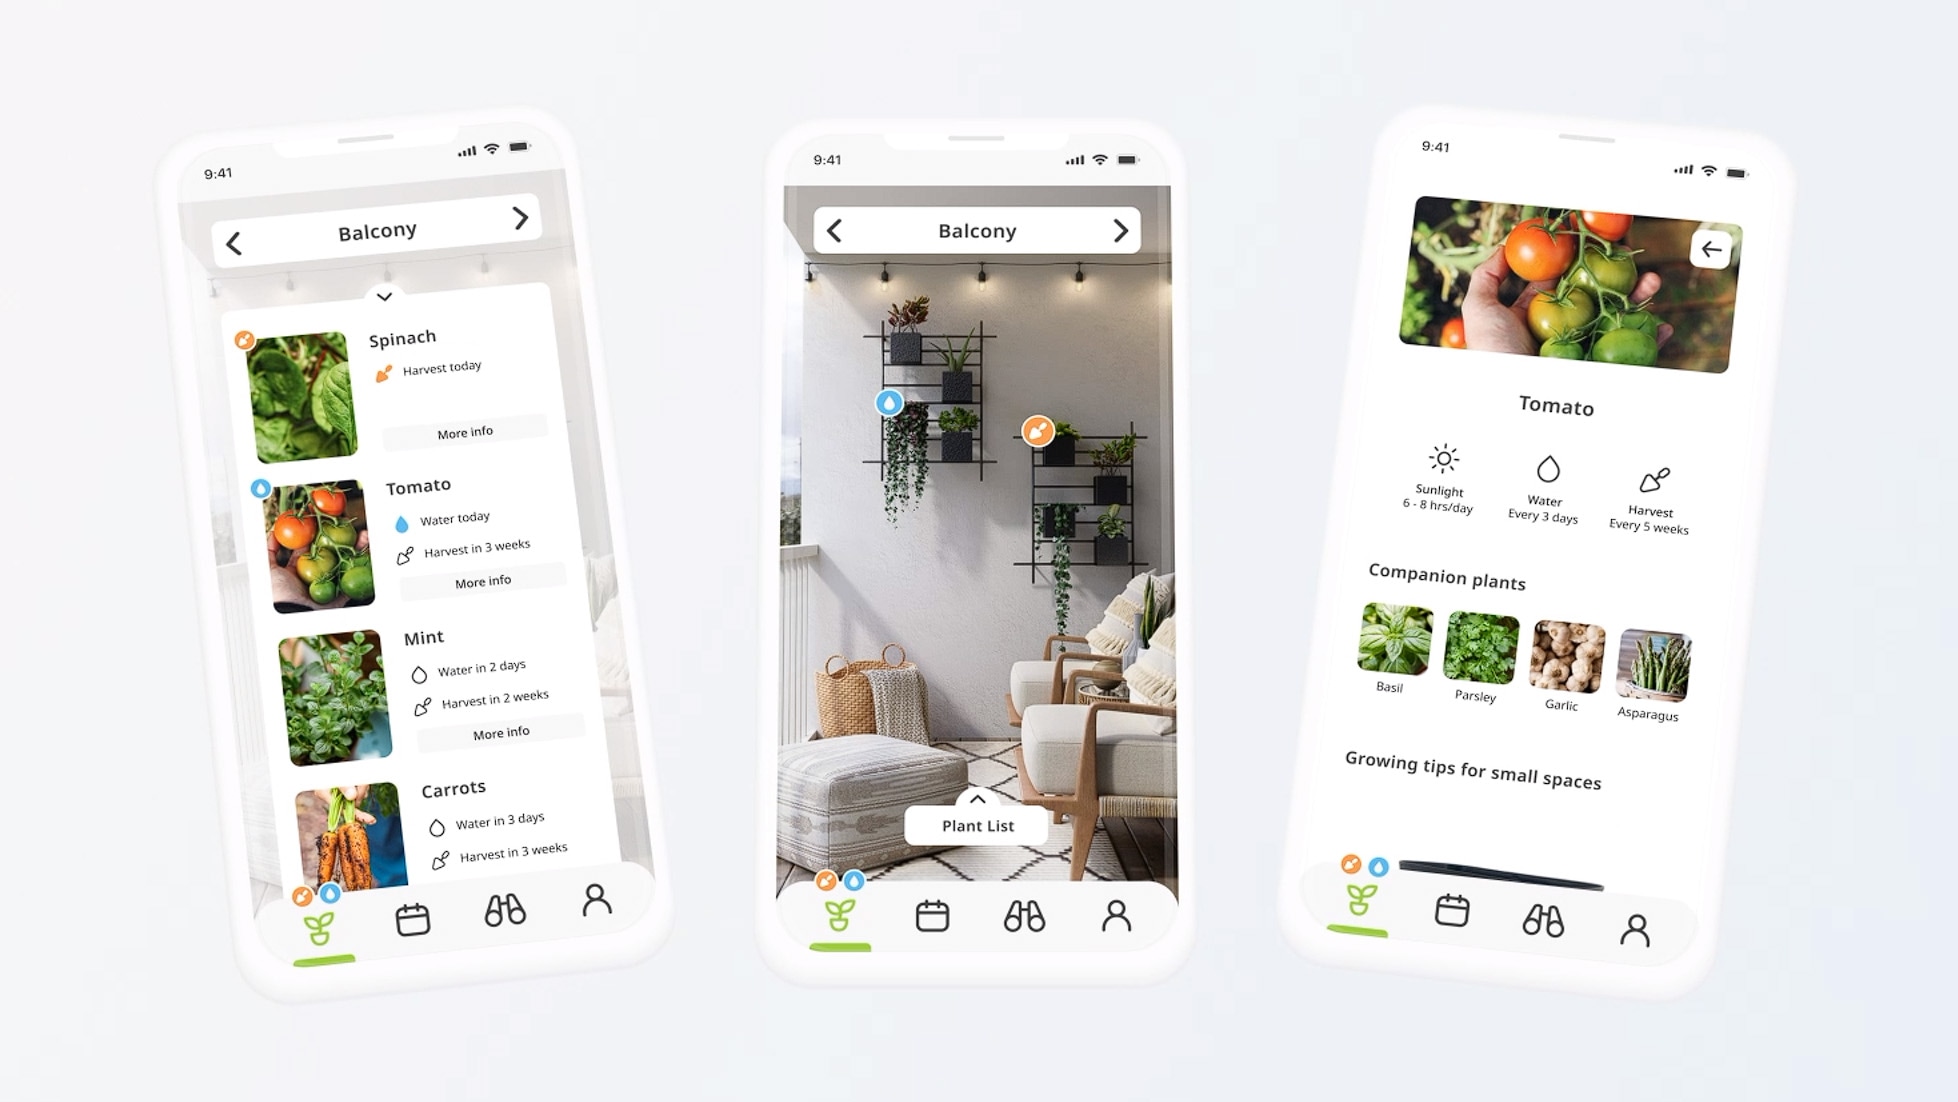 9:41
Balcony
Spinach
Harvest today
More info
Tomato
Water today
Harvest in 3 weeks
More info
Mint
Water in 2 days
Harvest in 2 weeks
More info
Carrots
Water in 3 days
Harvest in 3 weeks
9:41
Balcony
Plant List
9:41
Tomato
Sunlight
6 - 8 hrs/day
Water
Every 3 days
Harvest
Every 5 weeks
Companion plants
Basil
Parsley
Garlic
Asparagus
Growing tips for small spaces